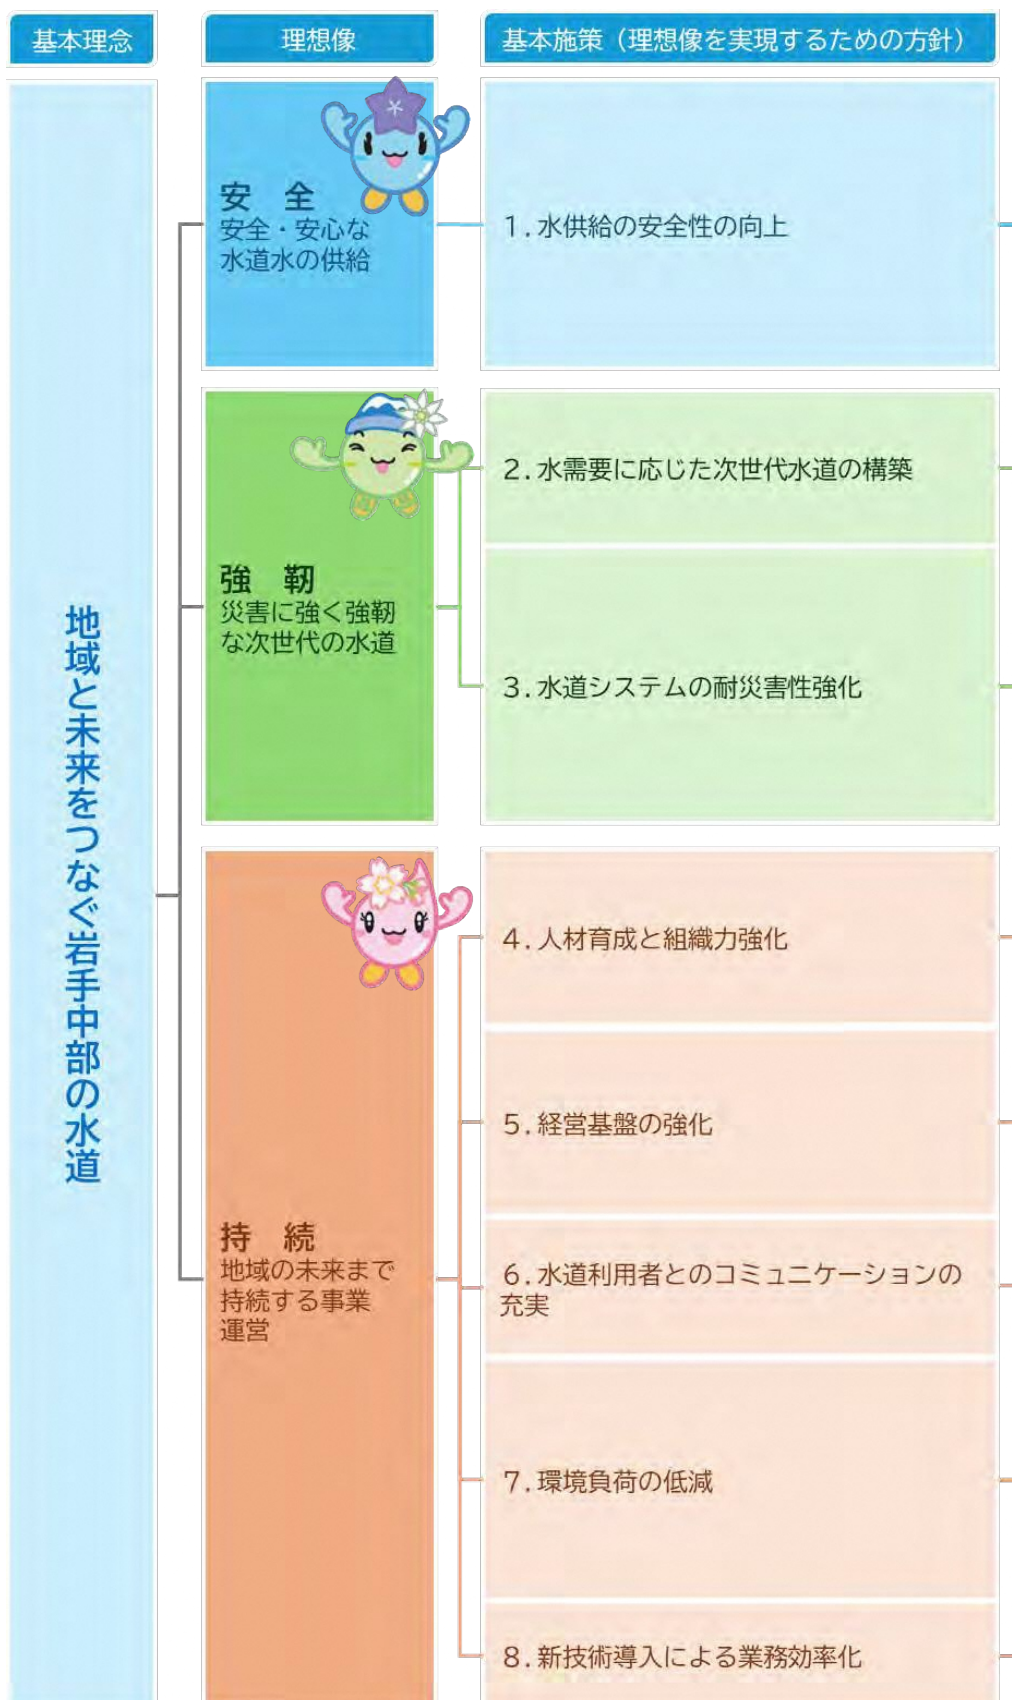 基本理念
理想像
基本施策（理想像を実現するための方針）
地域と未来をつなぐ岩手中部の水道
安　全
安全・安心な
水道水の供給
1. 水供給の安全性の向上
強　靭
災害に強く強靭
な次世代の水道
2. 水需要に応じた次世代水道の構築
3. 水道システムの耐災害性強化
持　続
地域の未来まで
持続する事業
運営
4. 人材育成と組織力強化
5. 経営基盤の強化
6. 水道利用者とのコミュニケーションの
充実
7. 環境負荷の低減
8. 新技術導入による業務効率化